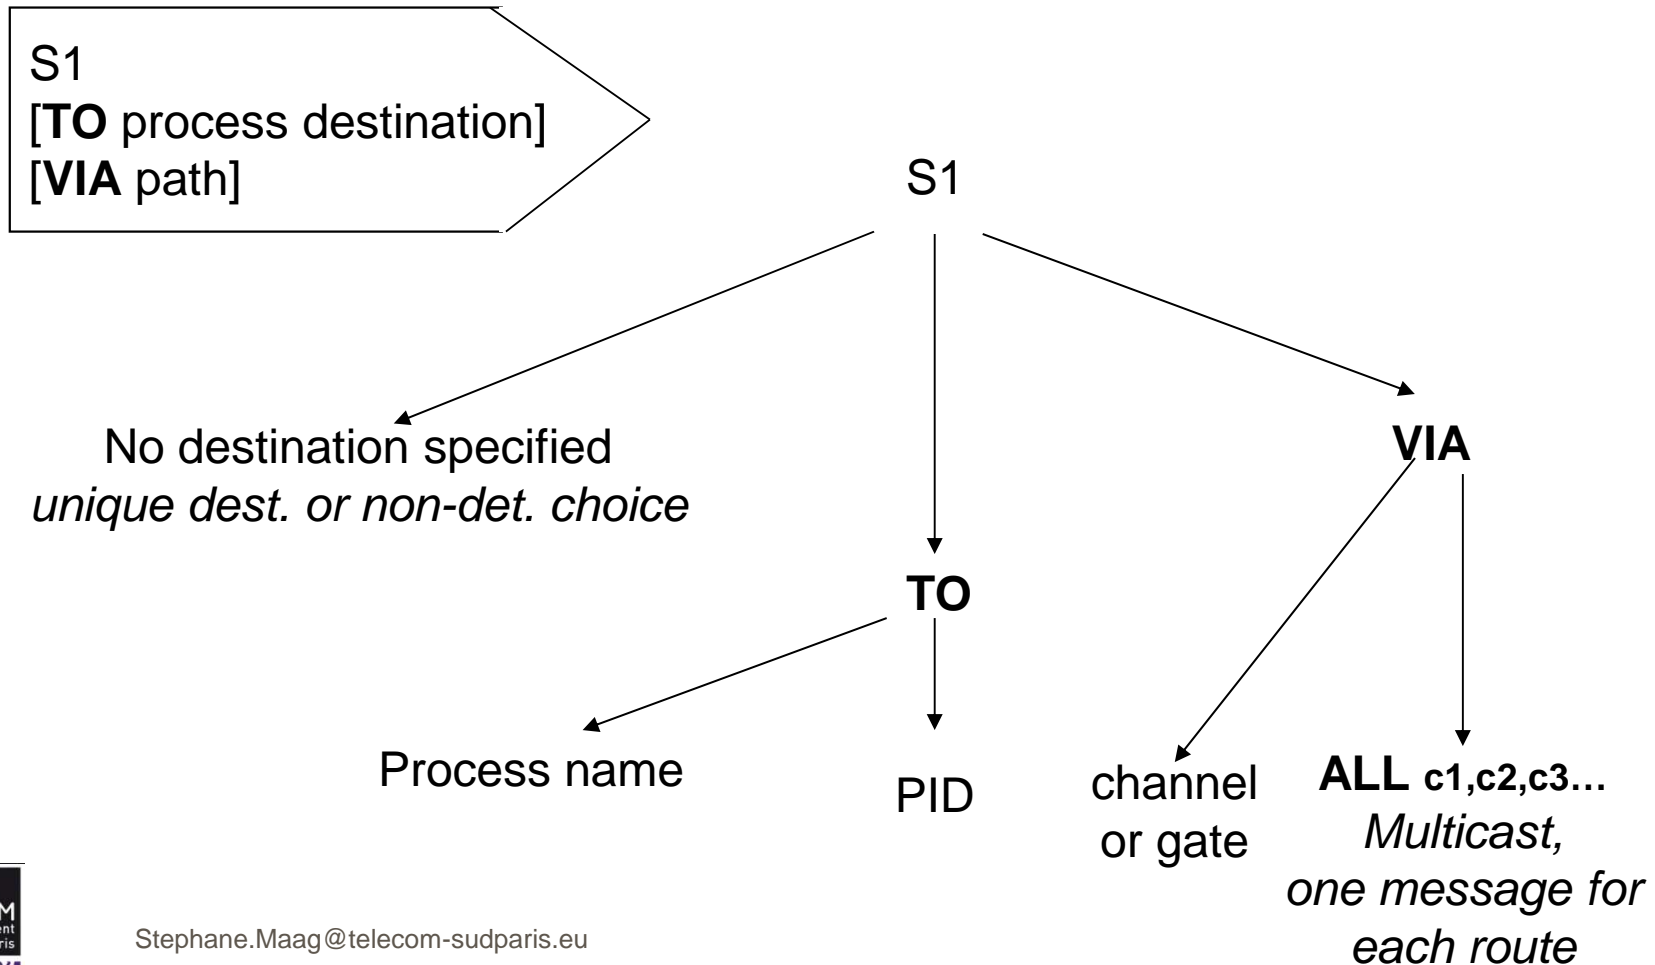 S1
[TO process destination]
[VIA path]
S1
No destination specified
unique dest. or non-det. choice
VIA
TO
Process name
PID
channel
or gate
ALL c1,c2,c3...
Multicast,
one message for
each route
Stephane.Maag@telecom-sudparis.eu